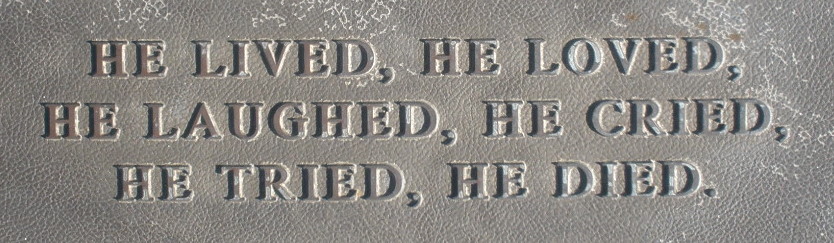 HE LIVED, HE LOVED,
HE LAUGHED, HE CRIED,
HE TRIED, HE DIED.